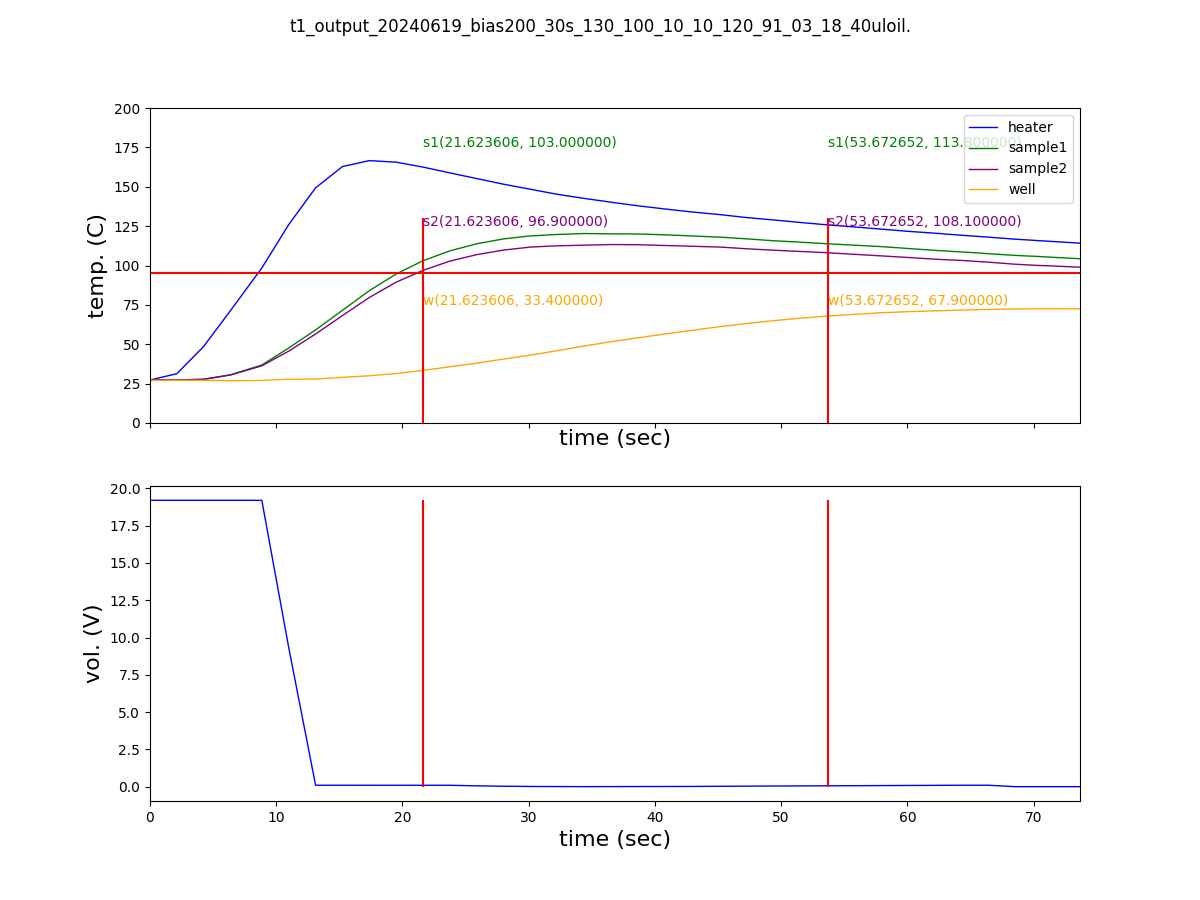 t1_output_20240619_bias200_30s_130_100_10_10_120_91_03_18_40uloil.
200
175
150
125
100
75
50
25
0
temp. (C)
s1(21.623606, 103.000000)
s1(53.672652, 113.800000)
heater
sample1
sample2
well
s2(21.623606, 96.900000)
s2(53.672652, 108.100000)
w(21.623606, 33.400000)
w(53.672652, 67.900000)
time (sec)
20.0
17.5
15.0
12.5
10.0
7.5
5.0
2.5
0.0
vol. (V)
0 10 20 30 40 50 60 70
time (sec)